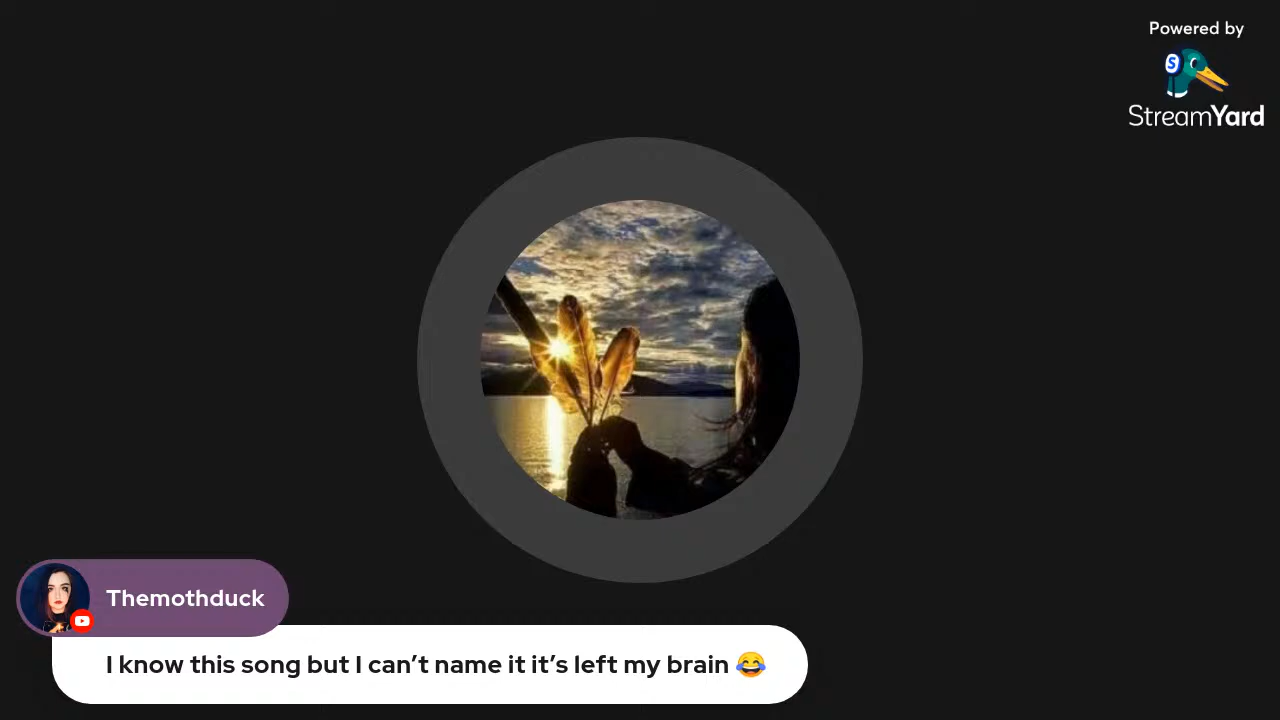 Powered by
S
StreamYard
Themothduck
I know this song but I can’t name it it’s left my brain 😂